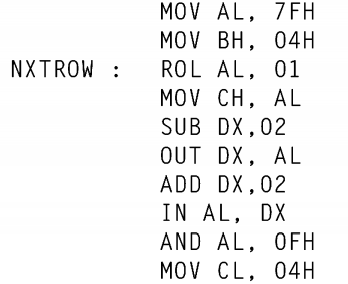 MOV AL, 7FH
MOV BH, 04H
NXTROW : ROL AL, 01
MOV CH, AL
SUB DX,02
OUT DX, AL
ADD DX,02
IN AL, DX
AND AL, 0FH
MOV CL, 04H